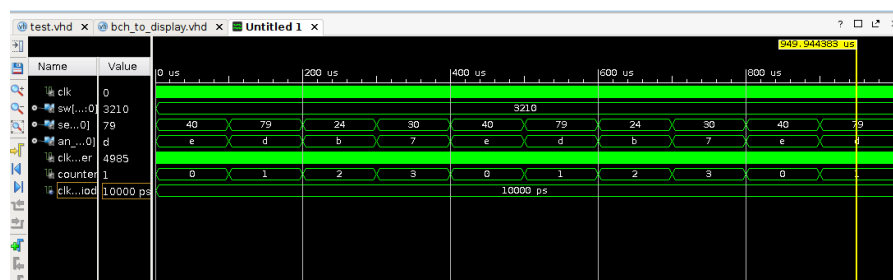 test.vhd × bch_to_display.vhd × Untitled 1 × ?
949.944383 us
Name Value 0 us 200 us 400 us 600 us 800 us
clk 0
sw[...:0] 3210 3210
se...0] 79 40 79 24 30 40 79 24 30 40 79
an_...0] d e d b 7 e d b 7 e d
clk...er 4985
counter 1 0 1 2 3 0 1 2 3 0 1
clk...iod 10000 ps 10000 ps